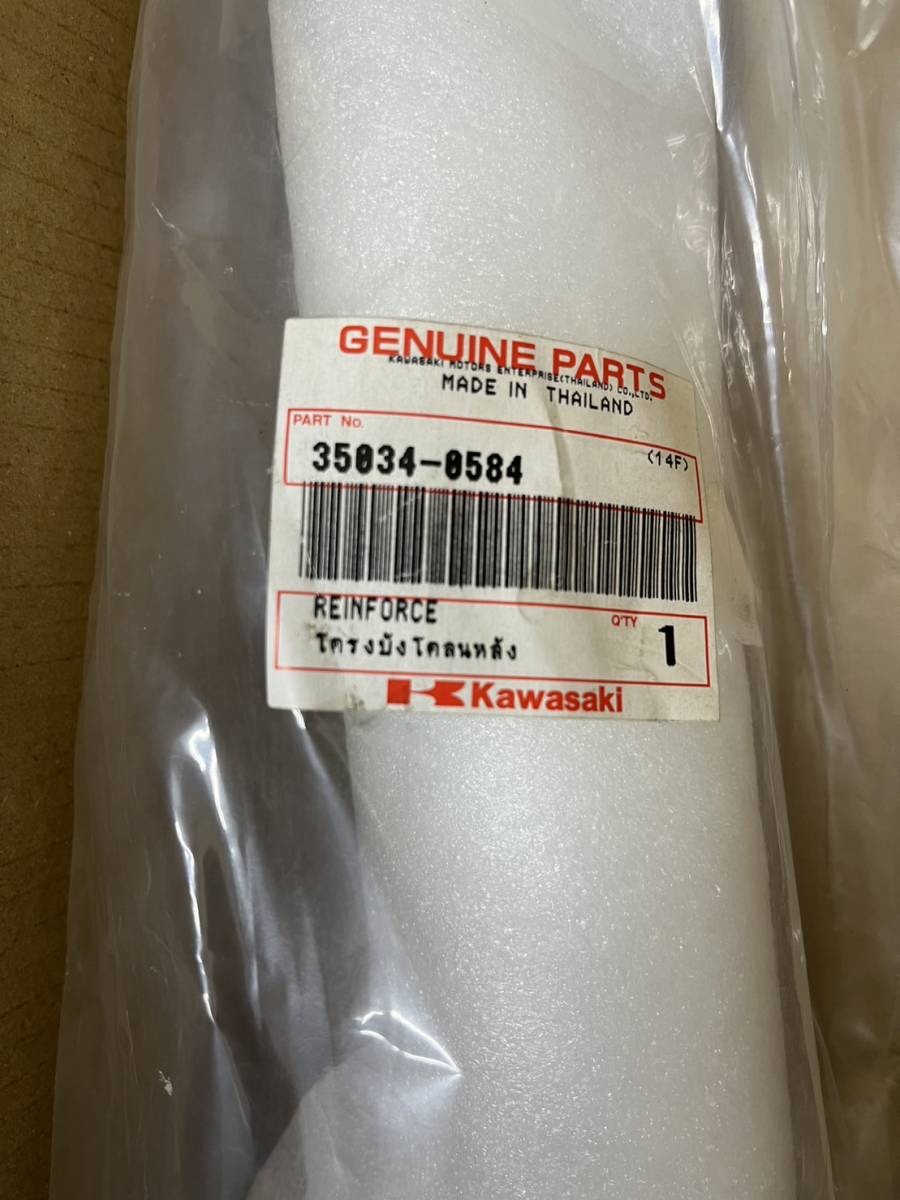 GENUINE PARTS
KAWASAKI MOTORS ENTERPRISE(THAILAND) CO.,LTD.
MADE IN THAILAND
PART No.
35034-0584 (14F)
REINFORCE
Q'TY 1
โครงบังโคลนหลัง
Kawasaki